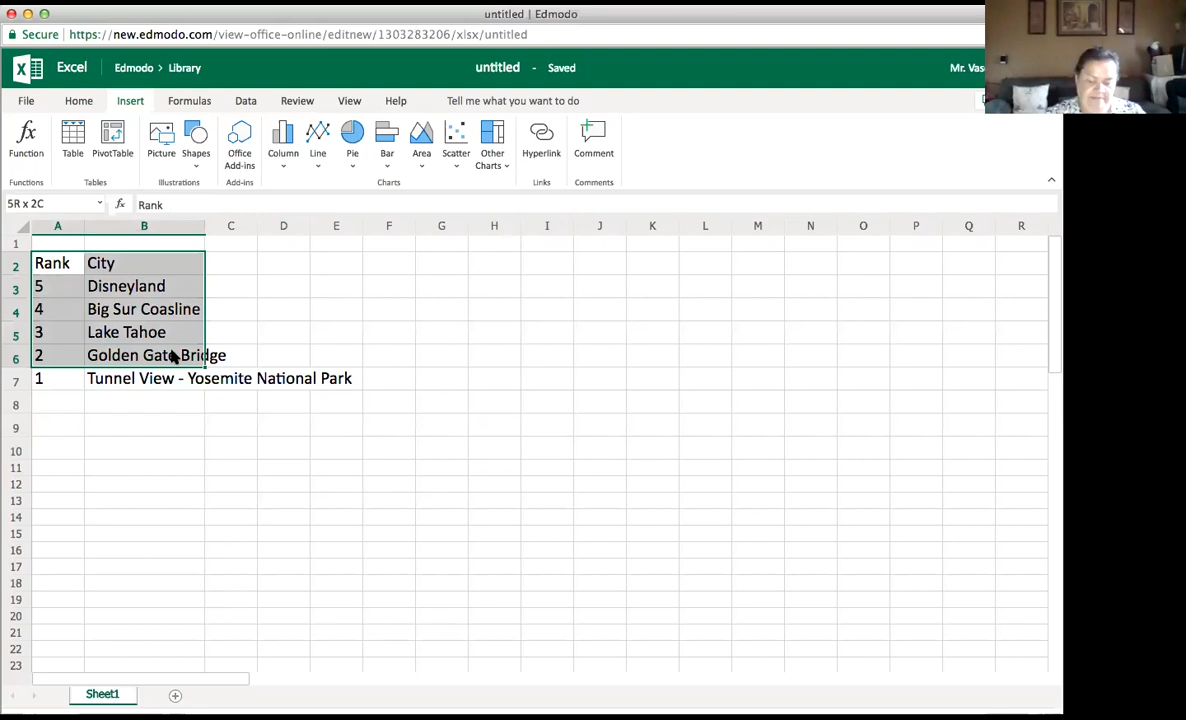 untitled | Edmodo
Secure https://new.edmodo.com/view-office-online/editnew/1303283206/xlsx/untitled
Excel Edmodo > Library untitled - Saved Mr. Vas
File Home Insert Formulas Data Review View Help Tell me what you want to do
fx
Function Table PivotTable Picture Shapes Office Add-ins Column Line Pie Bar Area Scatter Other Charts Hyperlink Comment
Functions Tables Illustrations Add-ins Charts Links Comments
5R x 2C fx Rank
A B C D E F G H I J K L M N O P Q R
1
2 Rank City
3 5 Disneyland
4 4 Big Sur Coasline
5 3 Lake Tahoe
6 2 Golden Gate Bridge
7 1 Tunnel View - Yosemite National Park
8
9
10
11
12
13
14
15
16
17
18
19
20
21
22
23
Sheet1